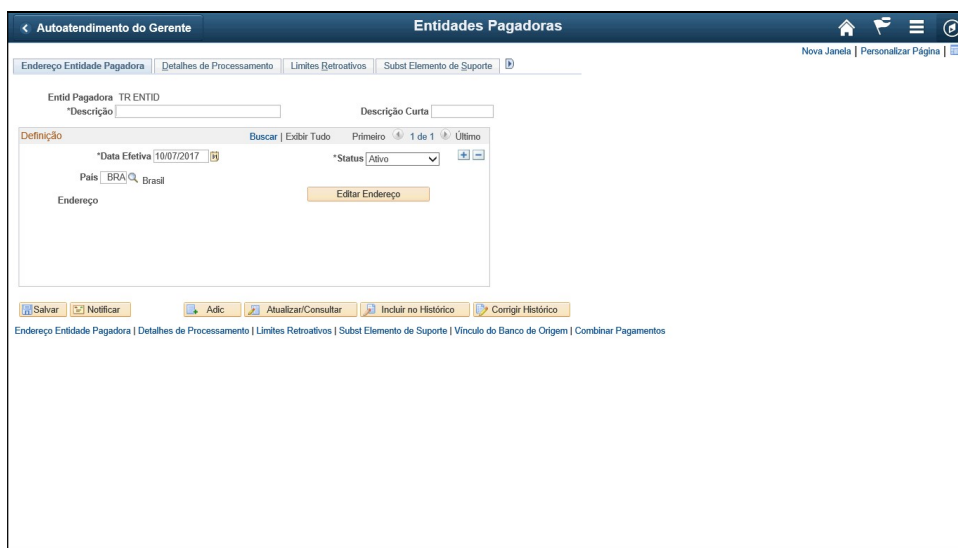 Autoatendimento do Gerente
Entidades Pagadoras
Nova Janela | Personalizar Página |
Endereço Entidade Pagadora
Detalhes de Processamento
Limites Retroativos
Subst Elemento de Suporte
Entid Pagadora TR ENTID
*Descrição
Descrição Curta
Definição
Buscar | Exibir Tudo
Primeiro
1 de 1
Último
*Data Efetiva 10/07/2017
*Status Ativo
País BRA Brasil
Editar Endereço
Endereço
Salvar
Notificar
Adic
Atualizar/Consultar
Incluir no Histórico
Corrigir Histórico
Endereço Entidade Pagadora | Detalhes de Processamento | Limites Retroativos | Subst Elemento de Suporte | Vínculo do Banco de Origem | Combinar Pagamentos